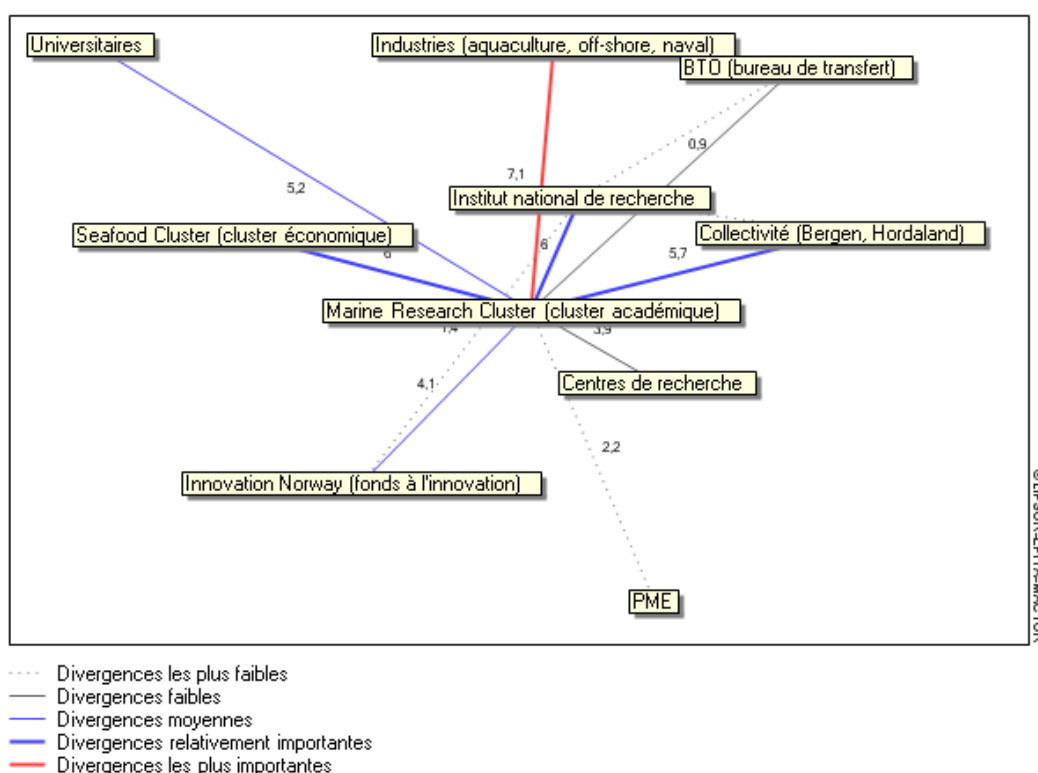 Universitaires
Industries (aquaculture, off-shore, naval)
BTO (bureau de transfert)
0,9
7,1
5,2
Institut national de recherche
Seafood Cluster (cluster économique)
Collectivité (Bergen, Hordaland)
6
6
5,7
Marine Research Cluster (cluster académique)
1,4
3,9
4,1
Centres de recherche
2,2
Innovation Norway (fonds à l'innovation)
PME
©LIPSOR-EPITA-MACTOR
Divergences les plus faibles
Divergences faibles
Divergences moyennes
Divergences relativement importantes
Divergences les plus importantes